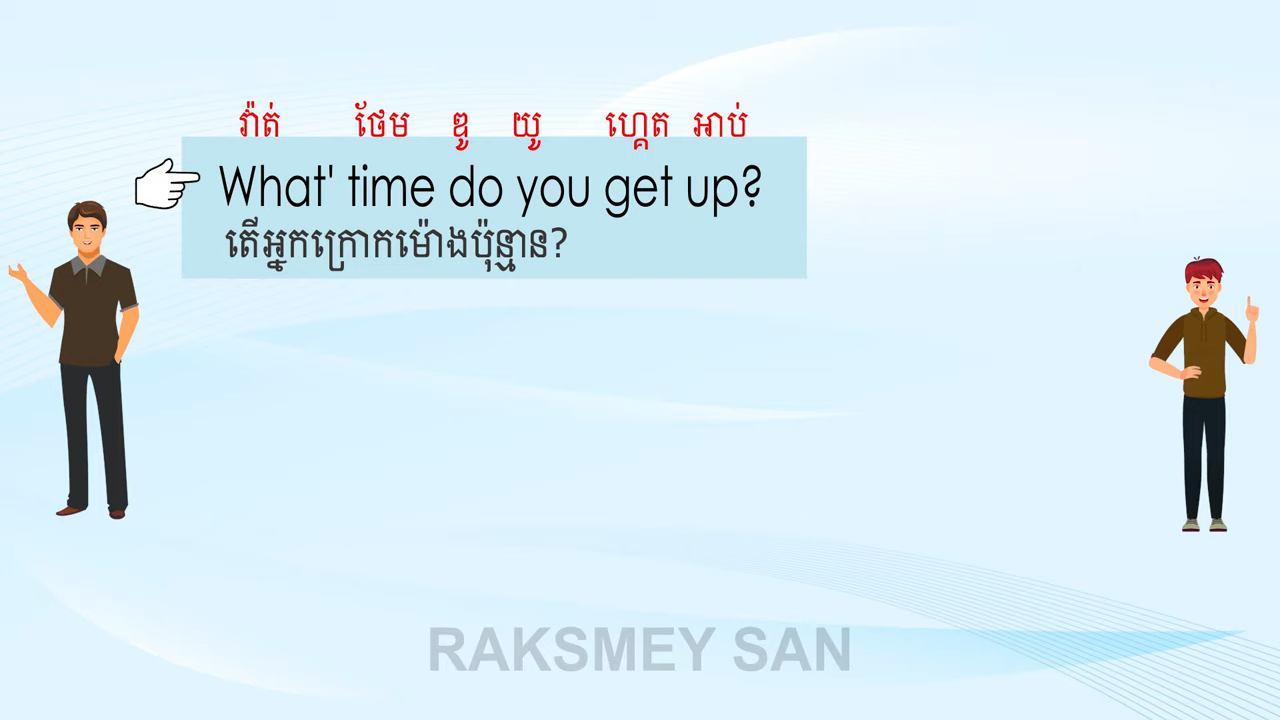 វ៉ាត់ ថែម ឌូ យូ ហ្គេត អាប់
What' time do you get up?
តើអ្នកក្រោកម៉ោងប៉ុន្មាន?
RAKSMEY SAN